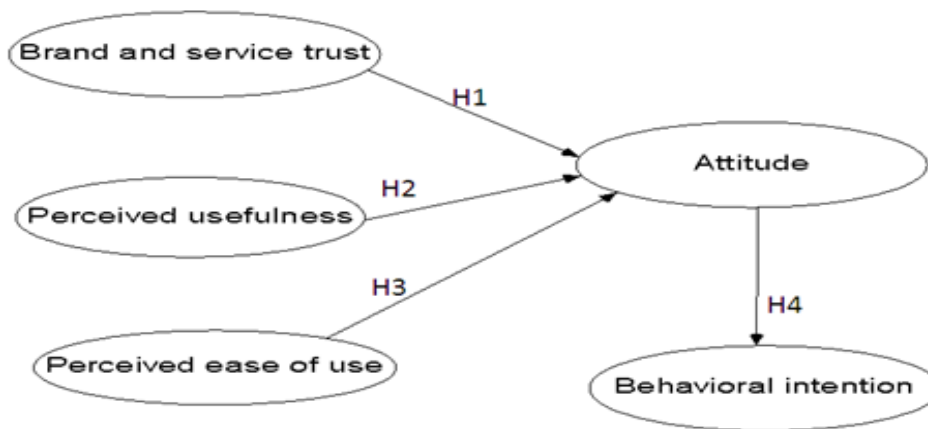 Brand and service trust
H1
Attitude
H2
Perceived usefulness
H3
H4
Perceived ease of use
Behavioral intention